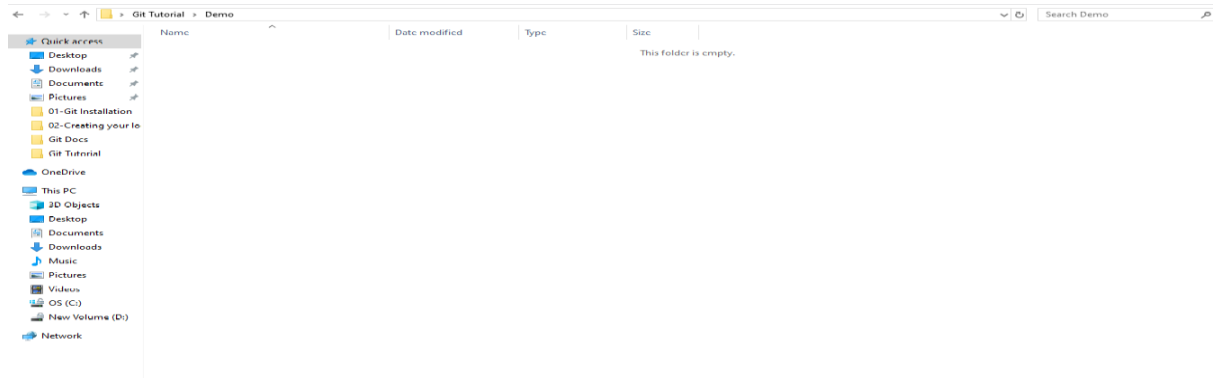 Git Tutorial > Demo
Search Demo
Name Date modified Type Size
This folder is empty.
Quick access
Desktop
Downloads
Documents
Pictures
01-Git Installation
02-Creating your lo
Git Docs
Git Tutorial
OneDrive
This PC
3D Objects
Desktop
Documents
Downloads
Music
Pictures
Videos
OS (C:)
New Volume (D:)
Network